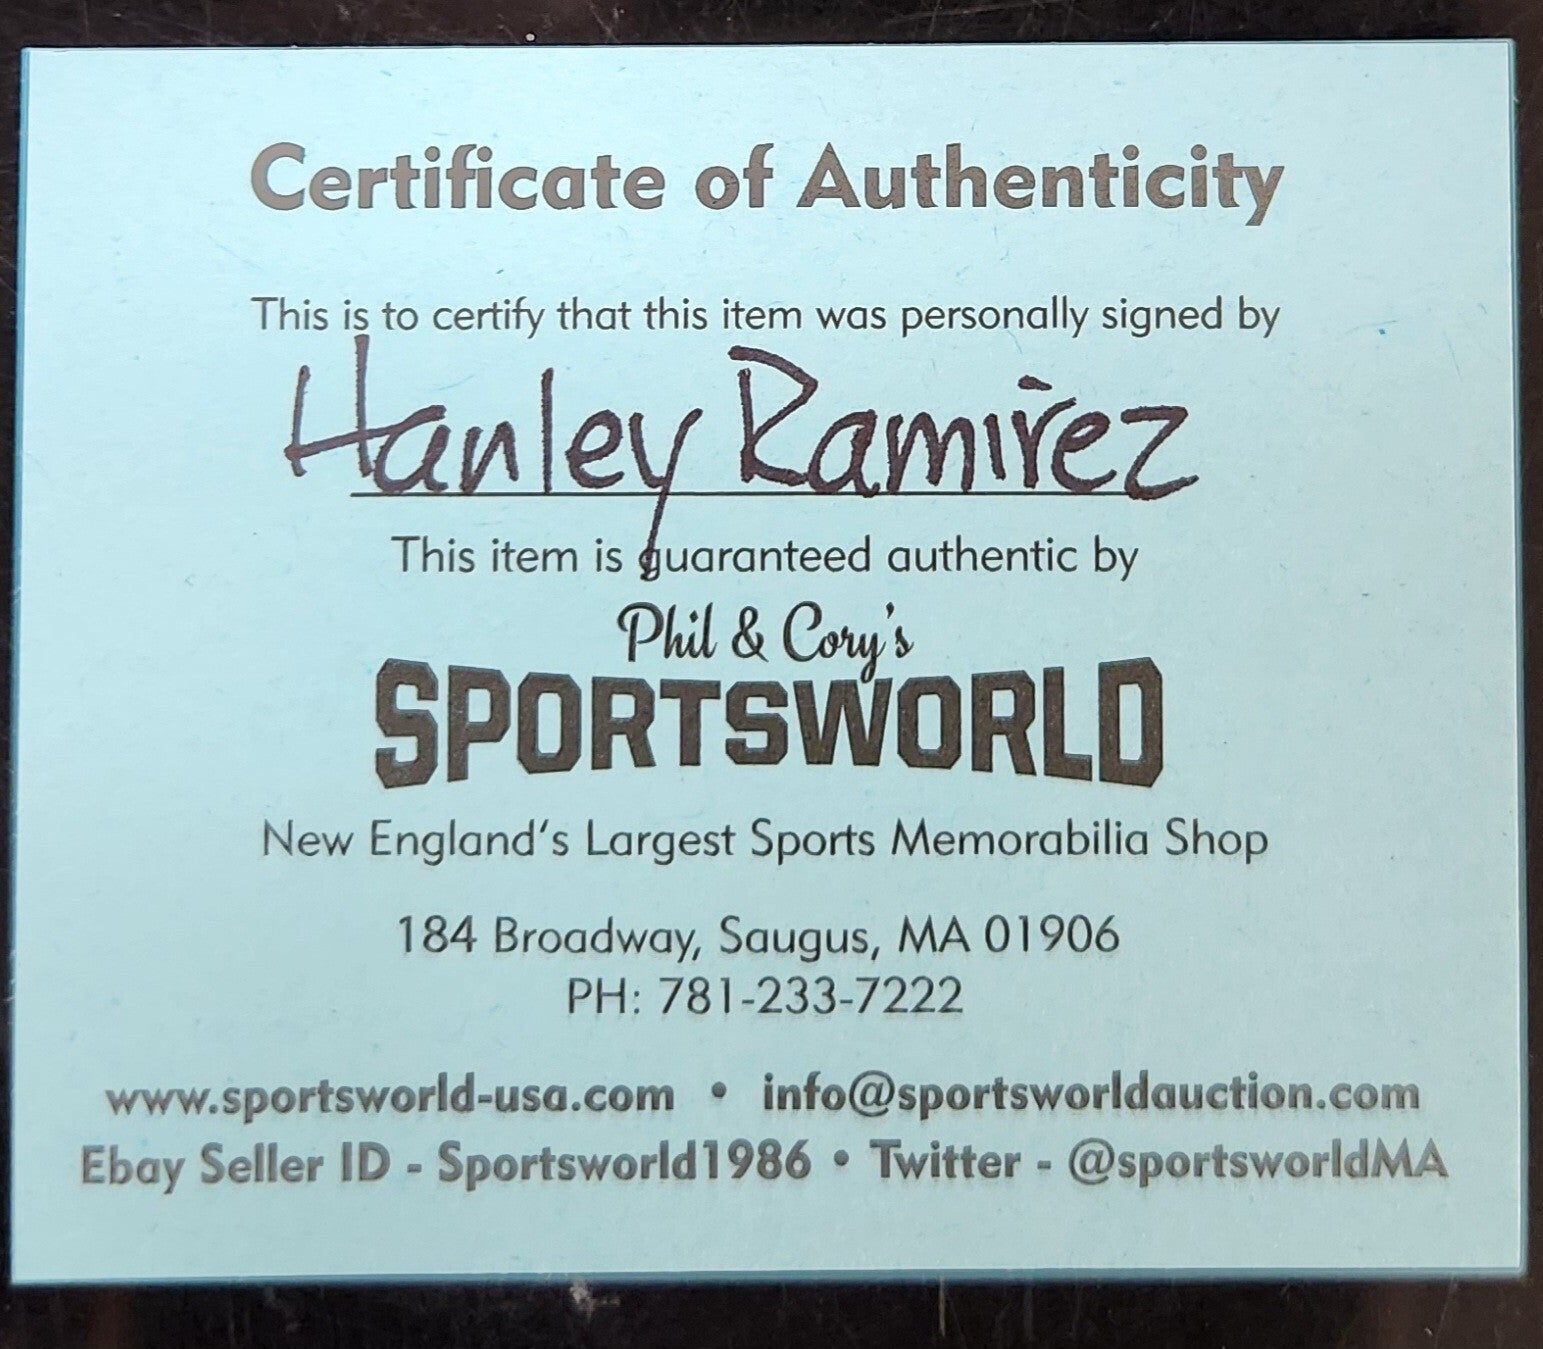 Certificate of Authenticity
This is to certify that this item was personally signed by
Hanley Ramirez
This item is guaranteed authentic by
Phil & Cory's
SPORTSWORLD
New England's Largest Sports Memorabilia Shop
184 Broadway, Saugus, MA 01906
PH: 781-233-7222
www.sportsworld-usa.com • info@sportsworldauction.com
Ebay Seller ID - Sportsworld1986 • Twitter - @sportsworldMA